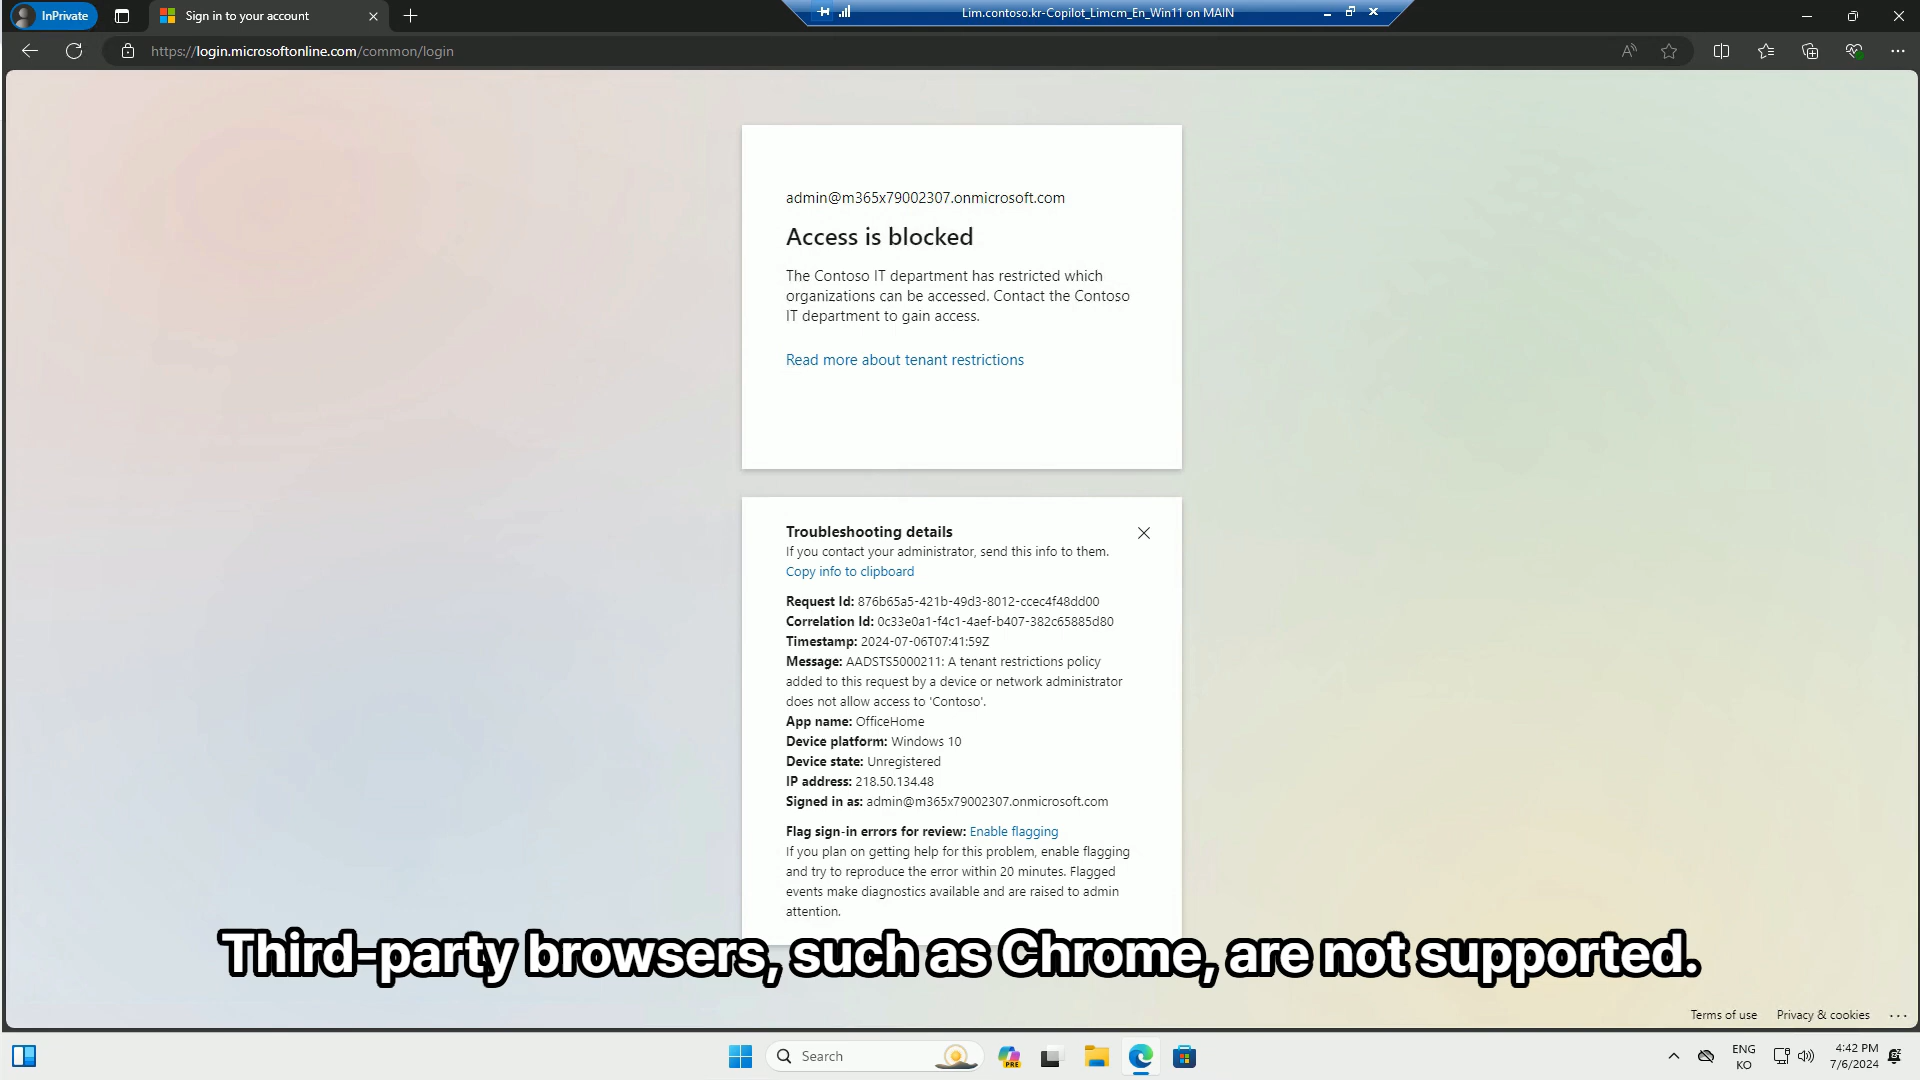 InPrivate
Sign in to your account
Lim.contoso.kr-Copilot_Limcm_En_Win11 on MAIN
https://login.microsoftonline.com/common/login
admin@m365x79002307.onmicrosoft.com
Access is blocked
The Contoso IT department has restricted which
organizations can be accessed. Contact the Contoso
IT department to gain access.
Read more about tenant restrictions
Troubleshooting details
If you contact your administrator, send this info to them.
Copy info to clipboard
Request Id: 876b65a5-421b-49d3-8012-ccec4f48dd00
Correlation Id: 0c33e0a1-f4c1-4aef-b407-382c65885d80
Timestamp: 2024-07-06T07:41:59Z
Message: AADSTS5000211: A tenant restrictions policy
added to this request by a device or network administrator
does not allow access to 'Contoso'.
App name: OfficeHome
Device platform: Windows 10
Device state: Unregistered
IP address: 218.50.134.48
Signed in as: admin@m365x79002307.onmicrosoft.com
Flag sign-in errors for review: Enable flagging
If you plan on getting help for this problem, enable flagging
and try to reproduce the error within 20 minutes. Flagged
events make diagnostics available and are raised to admin
attention.
Third-party browsers, such as Chrome, are not supported.
Terms of use Privacy & cookies ...
Search
PRE
ENG
KO
4:42 PM
7/6/2024